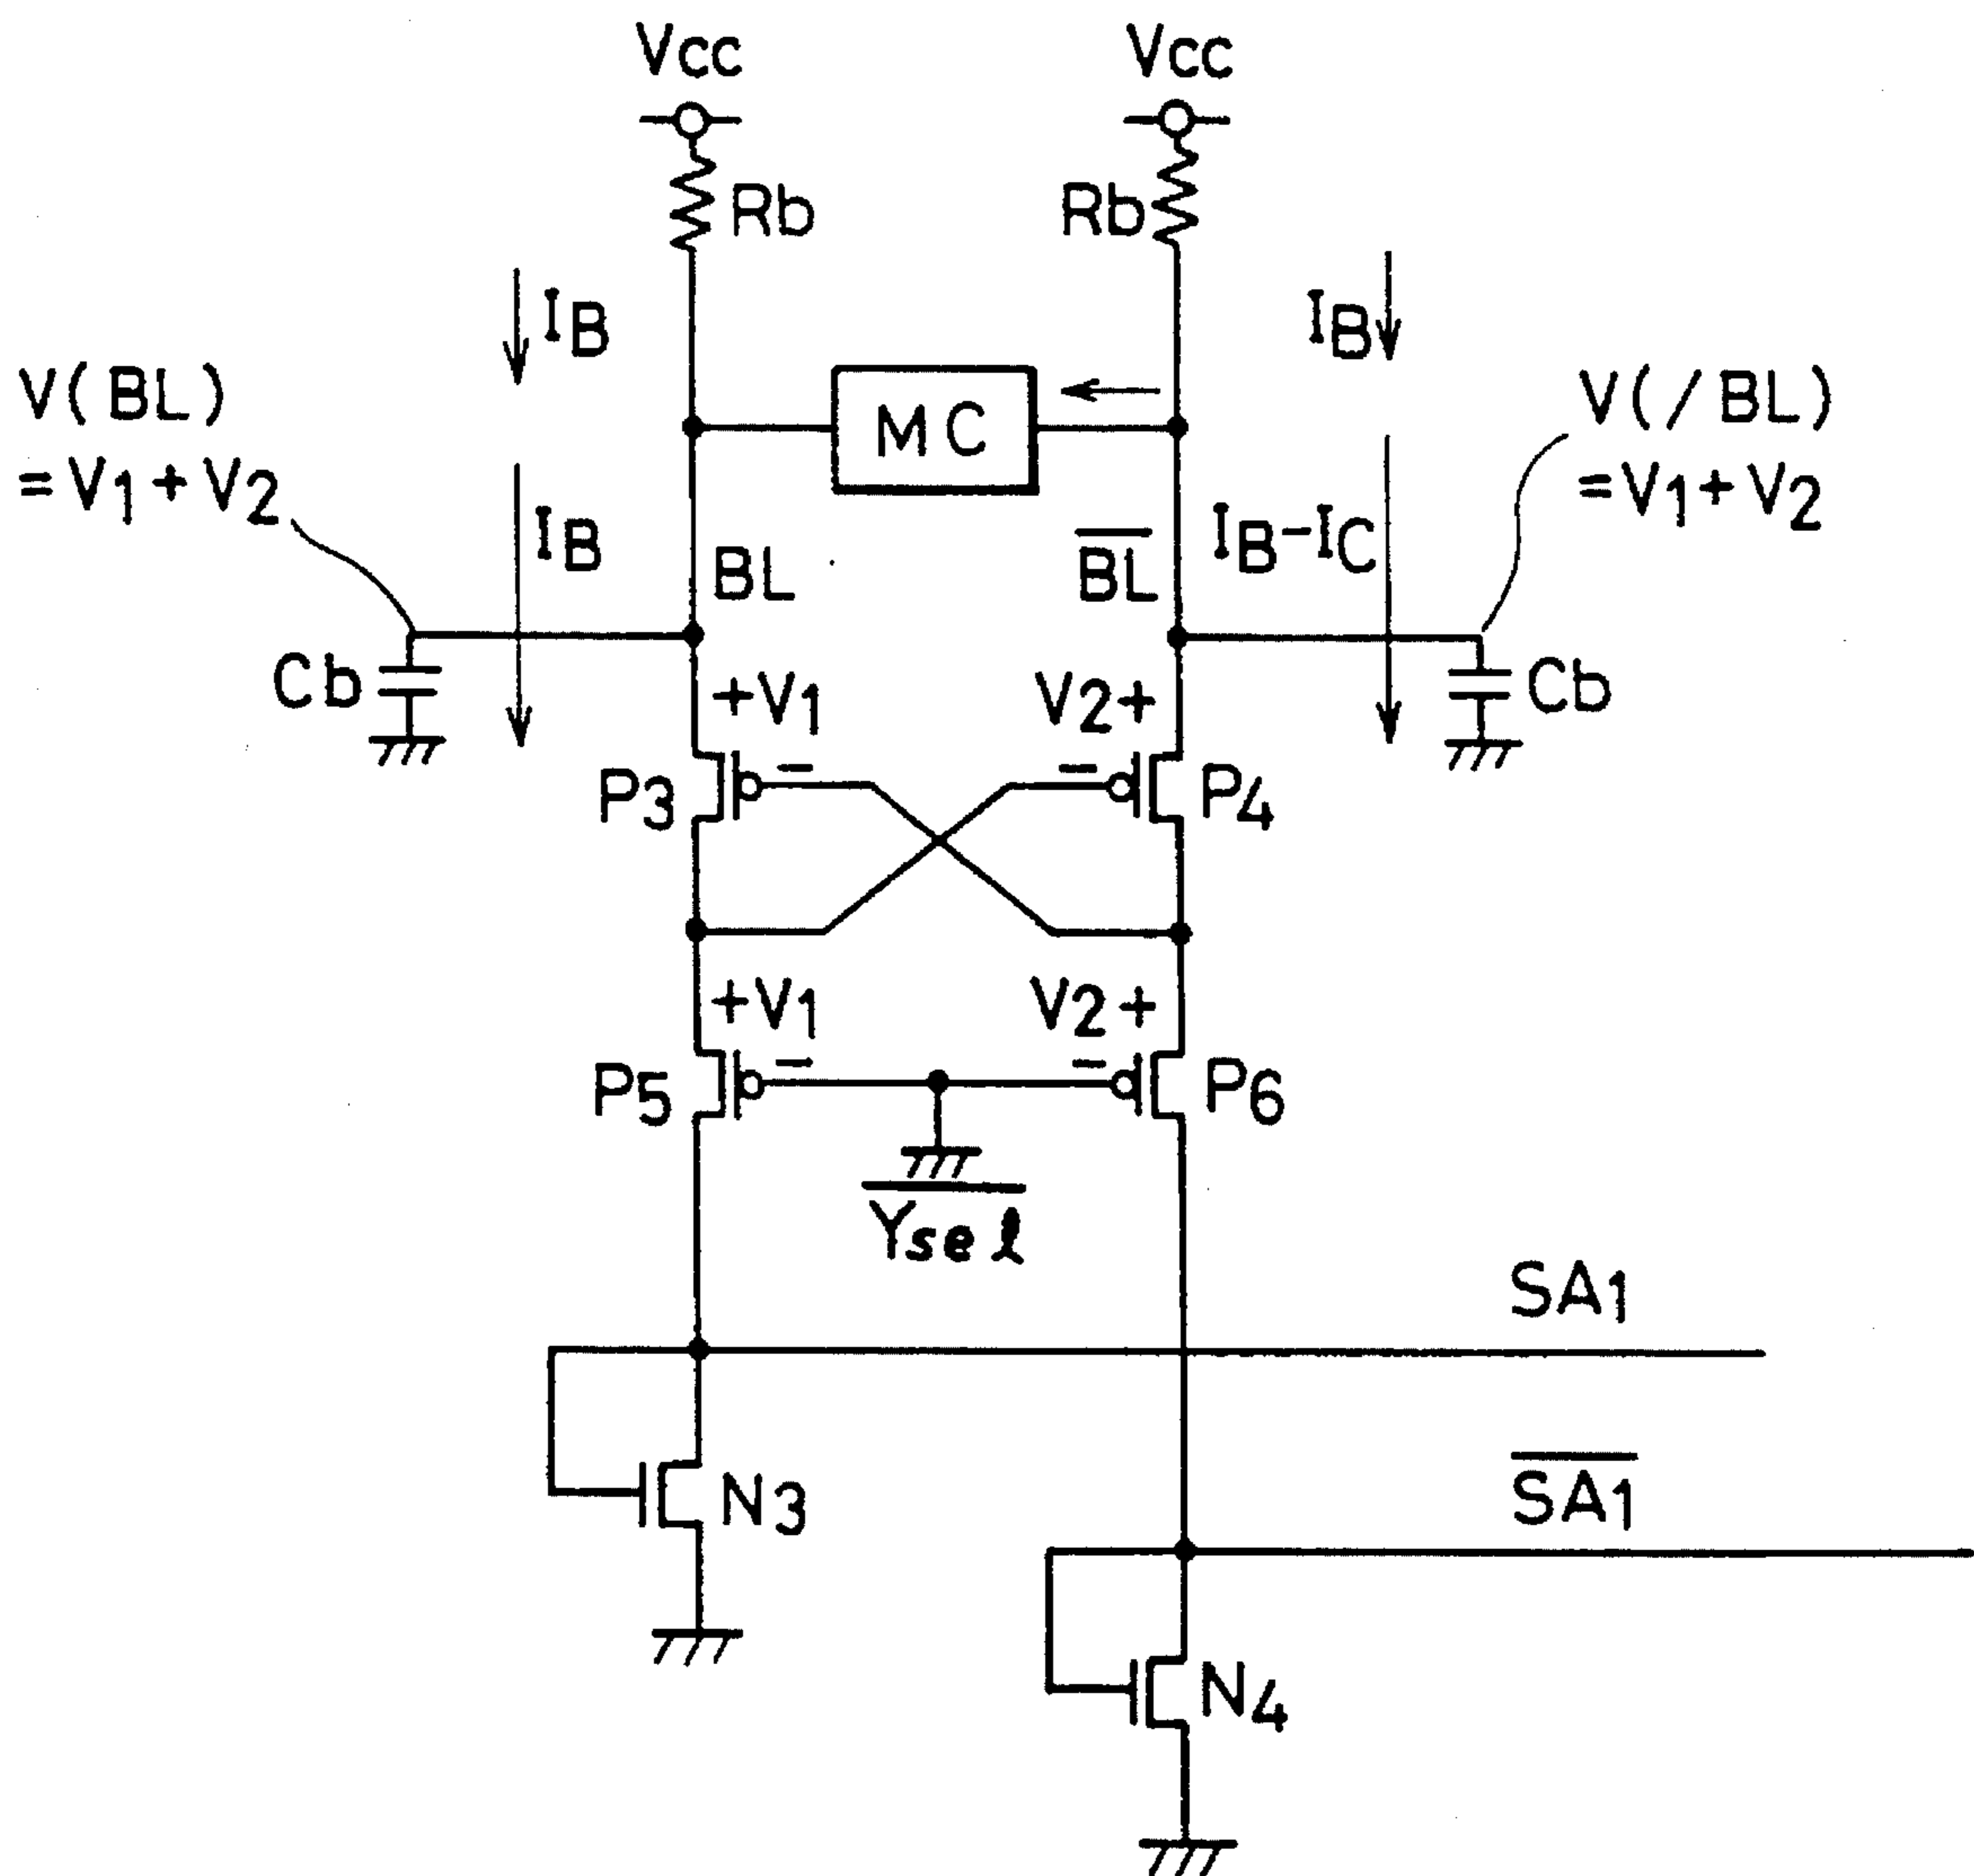 Vcc
Vcc
Rb
Rb
IB
IB
V(BL)
=V1+V2
MC
V(/BL)
=V1+V2
IB
BL
BL
IB-IC
Cb
+V1
V2+
Cb
-
-
P3
P4
+V1
V2+
-
-
P5
P6
Ysel
SA1
SA1
N3
N4